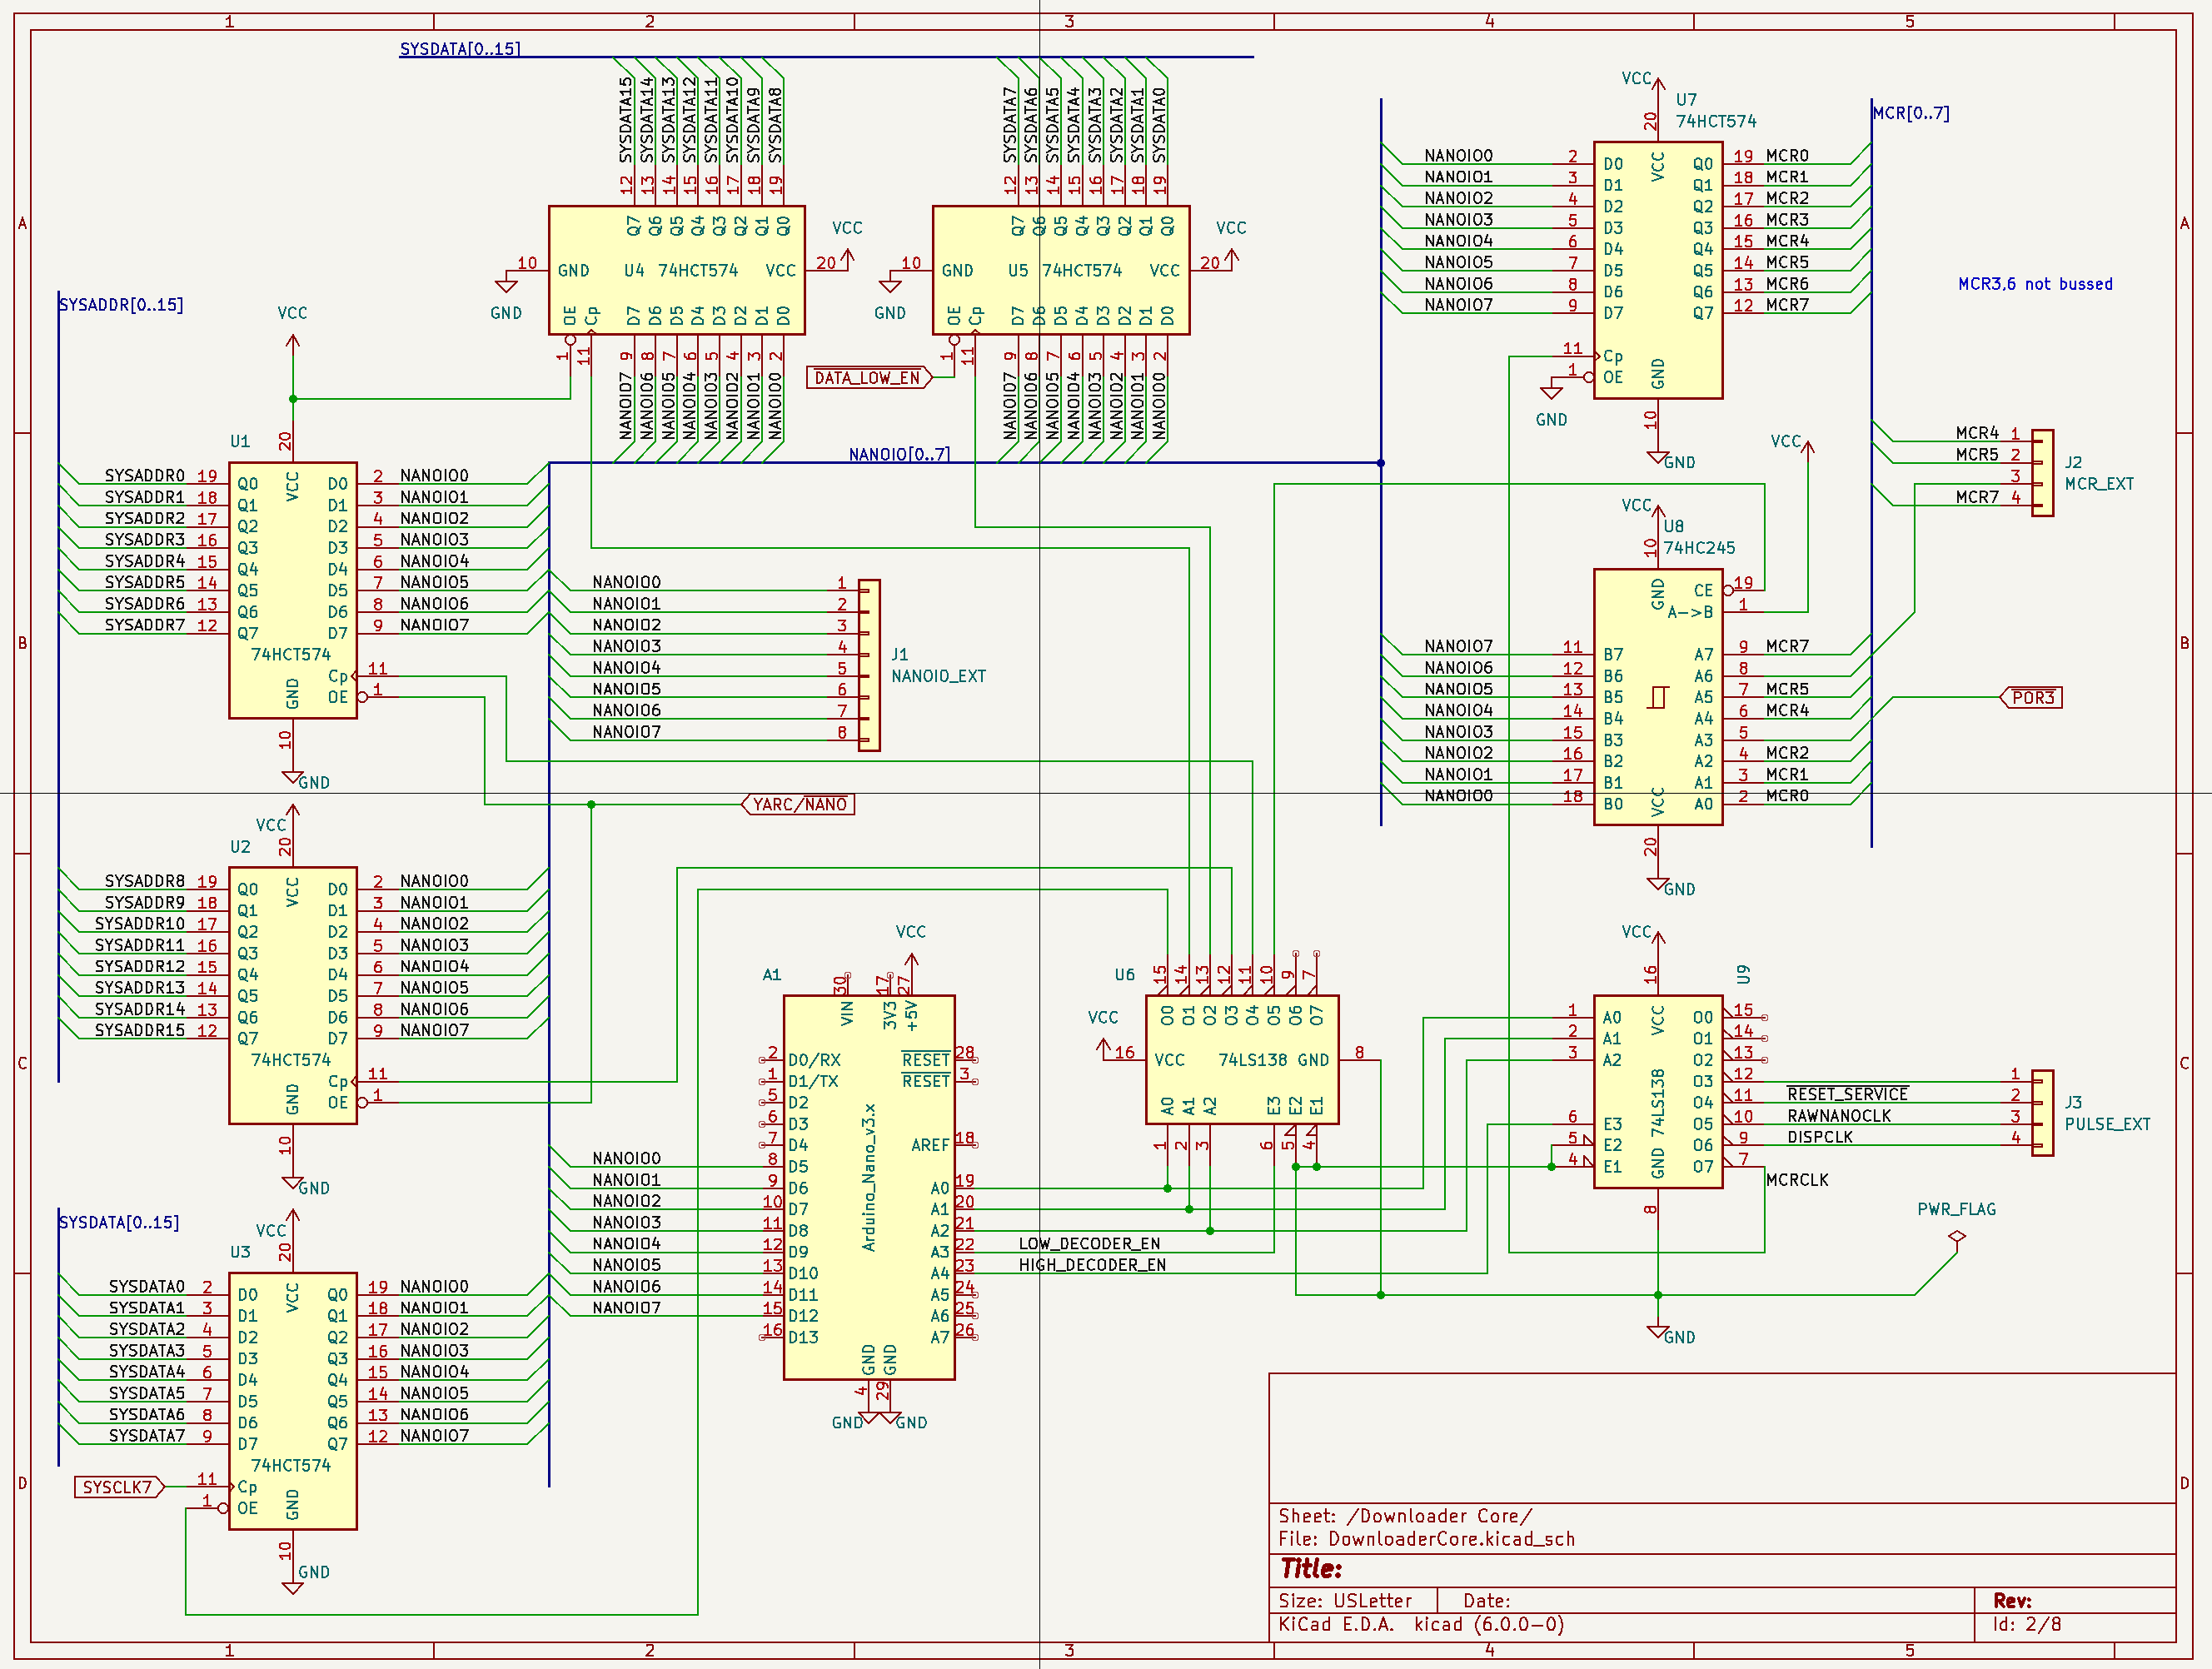 1 2 3 4 5
SYSDATA[0..15]
SYSDATA15
SYSDATA14
SYSDATA13
SYSDATA12
SYSDATA11
SYSDATA10
SYSDATA9
SYSDATA8
12 13 14 15 16 17 18 19
Q7 Q6 Q5 Q4 Q3 Q2 Q1 Q0
10 GND U4 74HCT574 VCC 20
VCC
GND
OE Cp D7 D6 D5 D4 D3 D2 D1 D0
1 11 9 8 7 6 5 4 3 2
NANOIO7
NANOIO6
NANOIO5
NANOIO4
NANOIO3
NANOIO2
NANOIO1
NANOIO0
SYSDATA7
SYSDATA6
SYSDATA5
SYSDATA4
SYSDATA3
SYSDATA2
SYSDATA1
SYSDATA0
12 13 14 15 16 17 18 19
Q7 Q6 Q5 Q4 Q3 Q2 Q1 Q0
10 GND U5 74HCT574 VCC 20
VCC
GND
OE Cp D7 D6 D5 D4 D3 D2 D1 D0
1 11 9 8 7 6 5 4 3 2
DATA_LOW_EN
NANOIO7
NANOIO6
NANOIO5
NANOIO4
NANOIO3
NANOIO2
NANOIO1
NANOIO0
NANOIO[0..7]
VCC
U7
74HCT574
20
VCC
MCR[0..7]
NANOIO0 2 D0 Q0 19 MCR0
NANOIO1 3 D1 Q1 18 MCR1
NANOIO2 4 D2 Q2 17 MCR2
NANOIO3 5 D3 Q3 16 MCR3
NANOIO4 6 D4 Q4 15 MCR4
NANOIO5 7 D5 Q5 14 MCR5
NANOIO6 8 D6 Q6 13 MCR6
NANOIO7 9 D7 Q7 12 MCR7
11 Cp
1 OE
GND
GND
10
GND
MCR3,6 not bussed
MCR4 1
MCR5 2
3
MCR7 4
J2
MCR_EXT
VCC
VCC
U8
74HC245
10
GND
CE 19
A->B 1
NANOIO7 11 B7 A7 9 MCR7
NANOIO6 12 B6 A6 8
NANOIO5 13 B5 A5 7 MCR5
NANOIO4 14 B4 A4 6 MCR4
NANOIO3 15 B3 A3 5
NANOIO2 16 B2 A2 4 MCR2
NANOIO1 17 B1 A1 3 MCR1
NANOIO0 18 B0 A0 2 MCR0
VCC
20
GND
POR3
SYSADDR[0..15]
VCC
U1
20
VCC
SYSADDR0 19 Q0 D0 2 NANOIO0
SYSADDR1 18 Q1 D1 3 NANOIO1
SYSADDR2 17 Q2 D2 4 NANOIO2
SYSADDR3 16 Q3 D3 5 NANOIO3
SYSADDR4 15 Q4 D4 6 NANOIO4
SYSADDR5 14 Q5 D5 7 NANOIO5
SYSADDR6 13 Q6 D6 8 NANOIO6
SYSADDR7 12 Q7 D7 9 NANOIO7
74HCT574
Cp 11
OE 1
GND
10
GND
NANOIO0 1
NANOIO1 2
NANOIO2 3
NANOIO3 4
NANOIO4 5
NANOIO5 6
NANOIO6 7
NANOIO7 8
J1
NANOIO_EXT
YARC/NANO
VCC
U2
20
VCC
SYSADDR8 19 Q0 D0 2 NANOIO0
SYSADDR9 18 Q1 D1 3 NANOIO1
SYSADDR10 17 Q2 D2 4 NANOIO2
SYSADDR11 16 Q3 D3 5 NANOIO3
SYSADDR12 15 Q4 D4 6 NANOIO4
SYSADDR13 14 Q5 D5 7 NANOIO5
SYSADDR14 13 Q6 D6 8 NANOIO6
SYSADDR15 12 Q7 D7 9 NANOIO7
74HCT574
Cp 11
OE 1
GND
10
GND
SYSDATA[0..15]
VCC
U3
20
VCC
SYSDATA0 2 D0 Q0 19 NANOIO0
SYSDATA1 3 D1 Q1 18 NANOIO1
SYSDATA2 4 D2 Q2 17 NANOIO2
SYSDATA3 5 D3 Q3 16 NANOIO3
SYSDATA4 6 D4 Q4 15 NANOIO4
SYSDATA5 7 D5 Q5 14 NANOIO5
SYSDATA6 8 D6 Q6 13 NANOIO6
SYSDATA7 9 D7 Q7 12 NANOIO7
74HCT574
SYSCLK7 11 Cp
1 OE
GND
10
GND
VCC
A1
30 17 27
VIN 3V3 +5V
2 D0/RX RESET 28
1 D1/TX RESET 3
5 D2
6 D3
7 D4 AREF 18
NANOIO0 8 D5
NANOIO1 9 D6 A0 19
NANOIO2 10 D7 A1 20
NANOIO3 11 D8 A2 21
NANOIO4 12 D9 A3 22 LOW_DECODER_EN
NANOIO5 13 D10 A4 23 HIGH_DECODER_EN
NANOIO6 14 D11 A5 24
NANOIO7 15 D12 A6 25
16 D13 A7 26
Arduino_Nano_v3.x
GND GND
4 29
GND GND
U6
15 14 13 12 11 10 9 7
O0 O1 O2 O3 O4 O5 O6 O7
VCC
16 VCC 74LS138 GND 8
A0 A1 A2 E3 E2 E1
1 2 3 6 5 4
VCC
U9
16
VCC
1 A0 O0 15
2 A1 O1 14
3 A2 O2 13
O3 12
O4 11 RESET_SERVICE
6 E3 O5 10 RAWNANOCLK
5 E2 O6 9 DISPCLK
4 E1 O7 7
MCRCLK
74LS138
GND
8
GND
1
2
3
4
J3
PULSE_EXT
PWR_FLAG
Sheet: /Downloader Core/
File: DownloaderCore.kicad_sch
Title:
Size: USLetter Date: Rev:
KiCad E.D.A. kicad (6.0.0-0) Id: 2/8
A A
B B
C C
D D
1 2 3 4 5